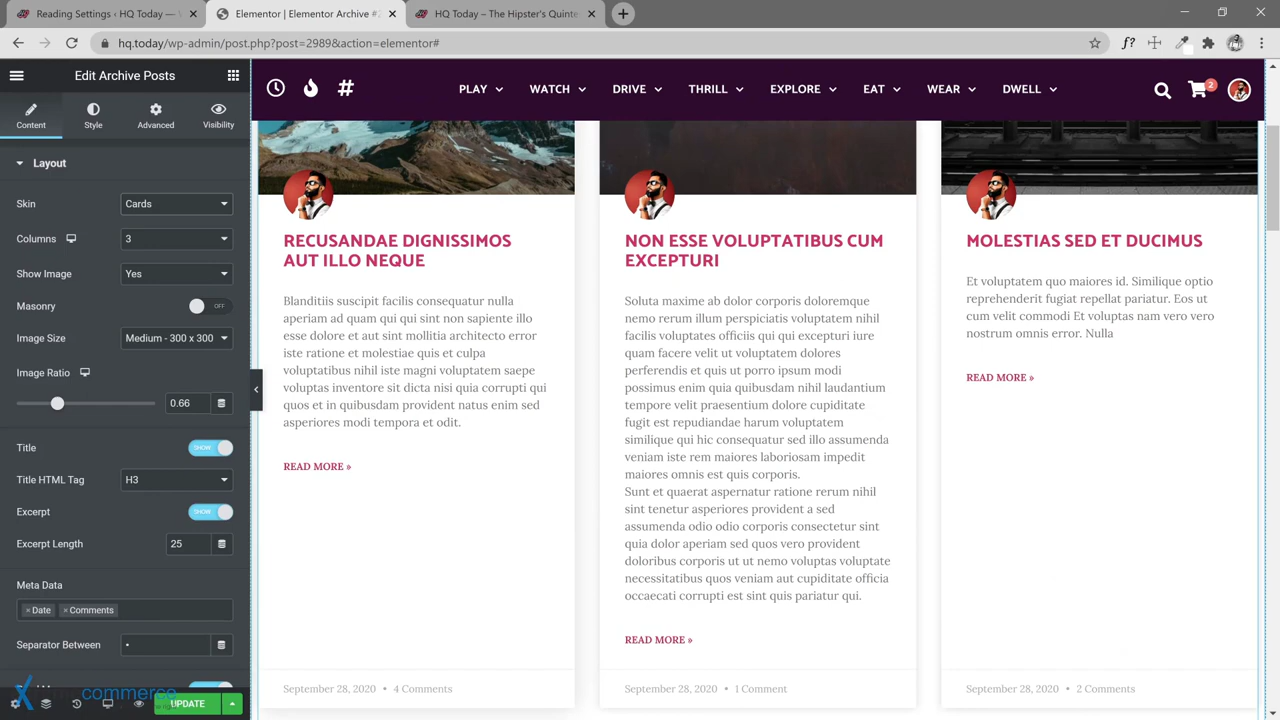 Reading Settings ‹ HQ Today — W
Elementor | Elementor Archive #2
HQ Today – The Hipster's Quinte
hq.today/wp-admin/post.php?post=2989&action=elementor#
Edit Archive Posts
Content
Style
Advanced
Visibility
PLAY
WATCH
DRIVE
THRILL
EXPLORE
EAT
WEAR
DWELL
2
Layout
Skin
Cards
Columns
3
Show Image
Yes
Masonry
OFF
Image Size
Medium - 300 x 300
Image Ratio
0.66
Title
SHOW
Title HTML Tag
H3
Excerpt
SHOW
Excerpt Length
25
Meta Data
× Date × Comments
Separator Between
•
commerce
UPDATE
RECUSANDAE DIGNISSIMOS
AUT ILLO NEQUE
Blanditiis suscipit facilis consequatur nulla
aperiam ad quam qui qui sint non sapiente illo
esse dolore et aut sint mollitia architecto error
iste ratione et molestiae quis et culpa
voluptatibus nihil iste magni voluptatem saepe
voluptas inventore sit dicta nisi quia corrupti qui
quos et in quibusdam provident natus enim sed
asperiores modi tempora et odit.
READ MORE »
September 28, 2020 • 4 Comments
NON ESSE VOLUPTATIBUS CUM
EXCEPTURI
Soluta maxime ab dolor corporis doloremque
nemo rerum illum perspiciatis voluptatem nihil
facilis voluptates officiis qui qui excepturi iure
quam facere velit ut voluptatem dolores
perferendis et quis ut porro ipsum modi
possimus enim quia quibusdam nihil laudantium
tempore velit praesentium dolore cupiditate
fugit est repudiandae harum voluptatem
similique qui hic consequatur sed illo assumenda
veniam iste rem maiores laboriosam impedit
maiores omnis est quis corporis.
Sunt et quaerat aspernatur ratione rerum nihil
sint tenetur asperiores provident a sed
assumenda odio odio corporis consectetur sint
quia dolor aperiam sed quos vero provident
doloribus corporis ut ut nemo voluptas voluptate
necessitatibus quos veniam aut cupiditate officia
occaecati corrupti est sint quis pariatur qui.
READ MORE »
September 28, 2020 • 1 Comment
MOLESTIAS SED ET DUCIMUS
Et voluptatem quo maiores id. Similique optio
reprehenderit fugiat repellat pariatur. Eos ut
cum velit commodi Et voluptas nam vero vero
nostrum omnis error. Nulla
READ MORE »
September 28, 2020 • 2 Comments